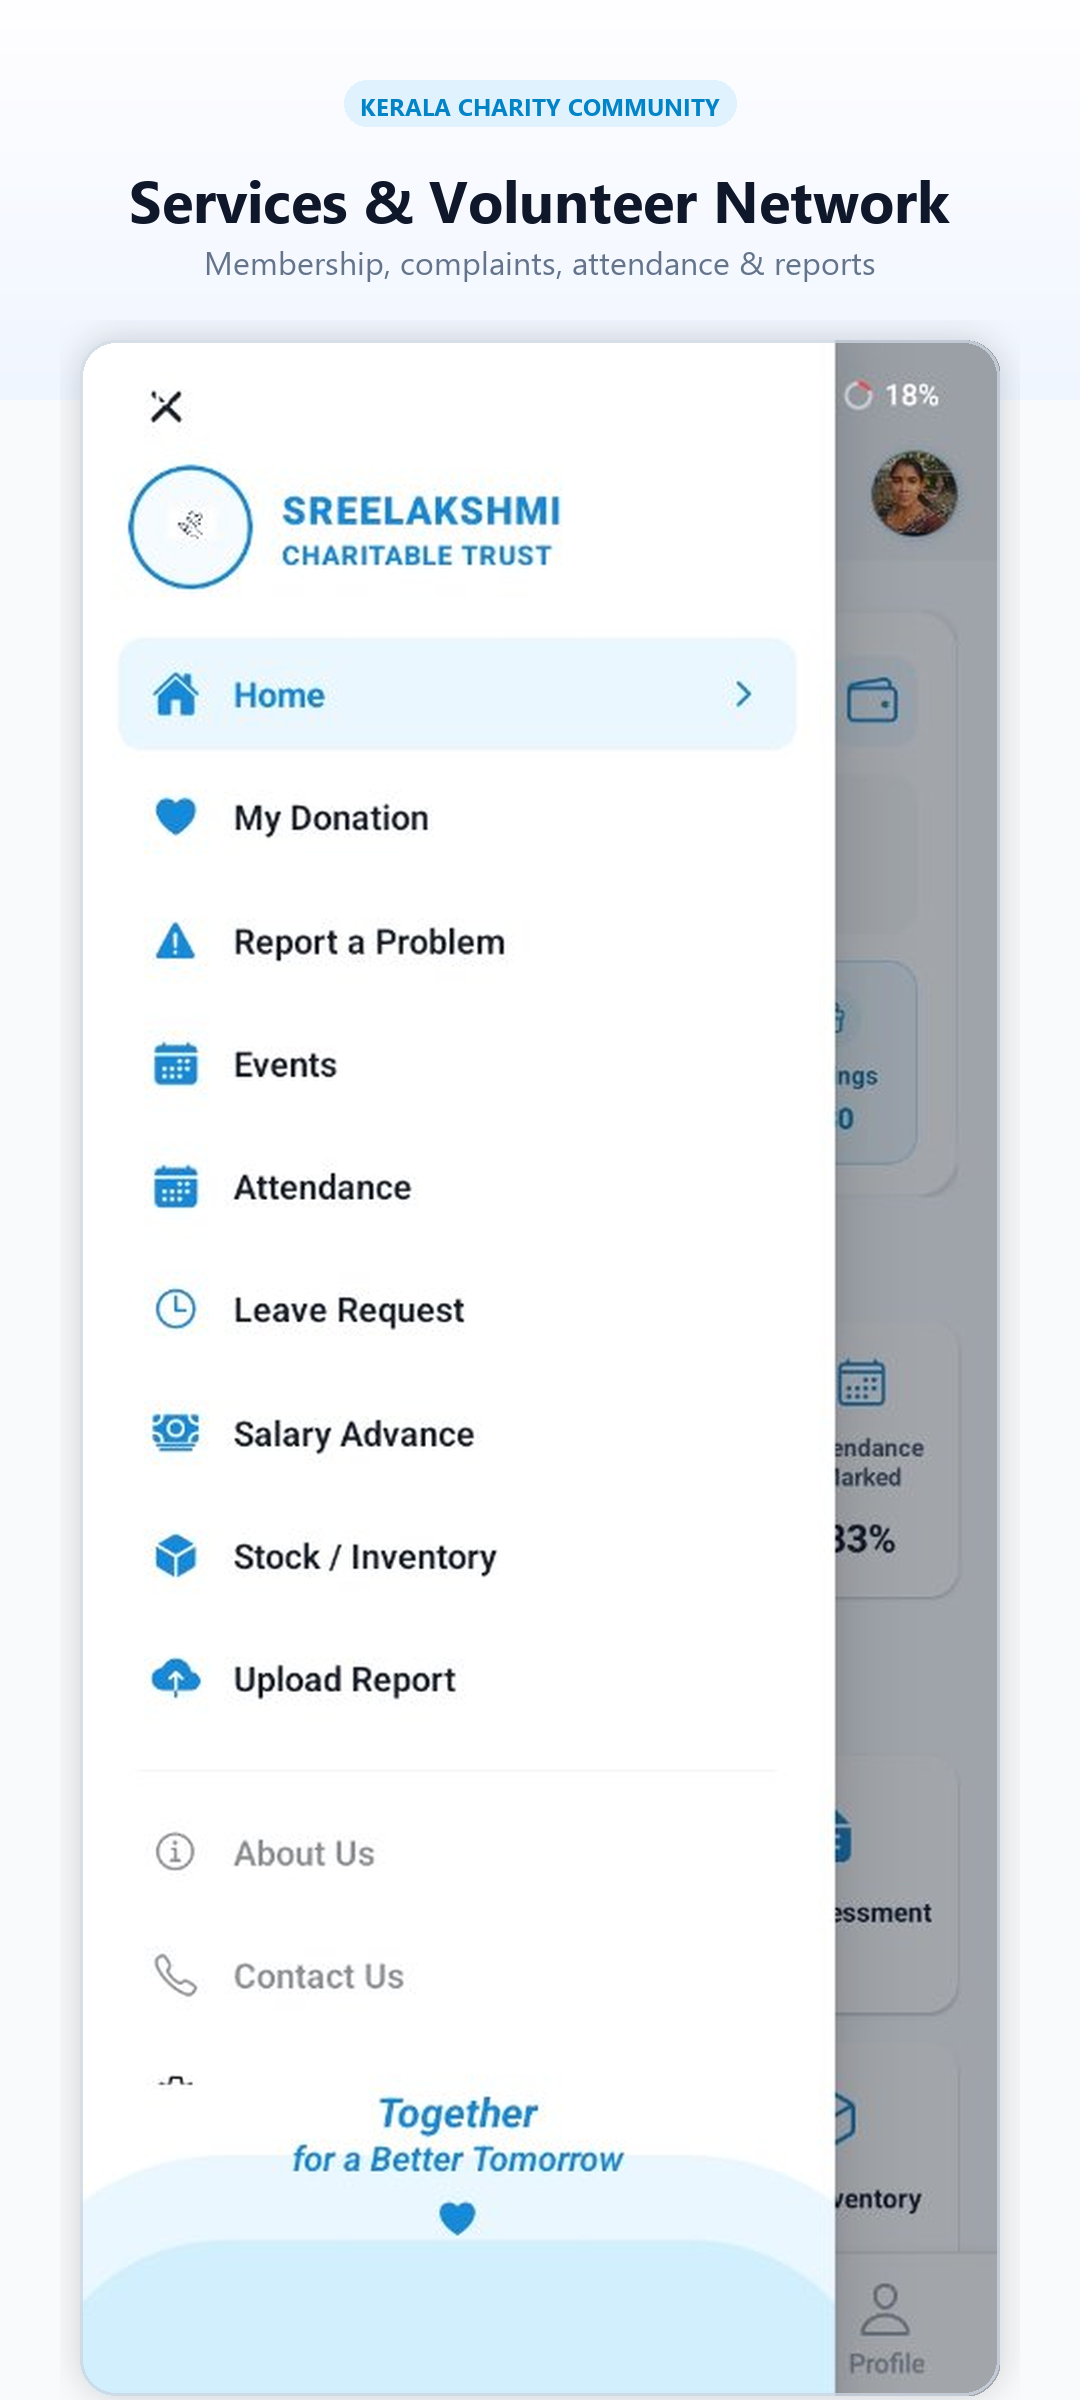 KERALA CHARITY COMMUNITY
Services & Volunteer Network
Membership, complaints, attendance & reports
18%
SREELAKSHMI
CHARITABLE TRUST
Home
My Donation
Report a Problem
Events
Attendance
Leave Request
Salary Advance
Stock / Inventory
Upload Report
About Us
Contact Us
Together
for a Better Tomorrow
Profile